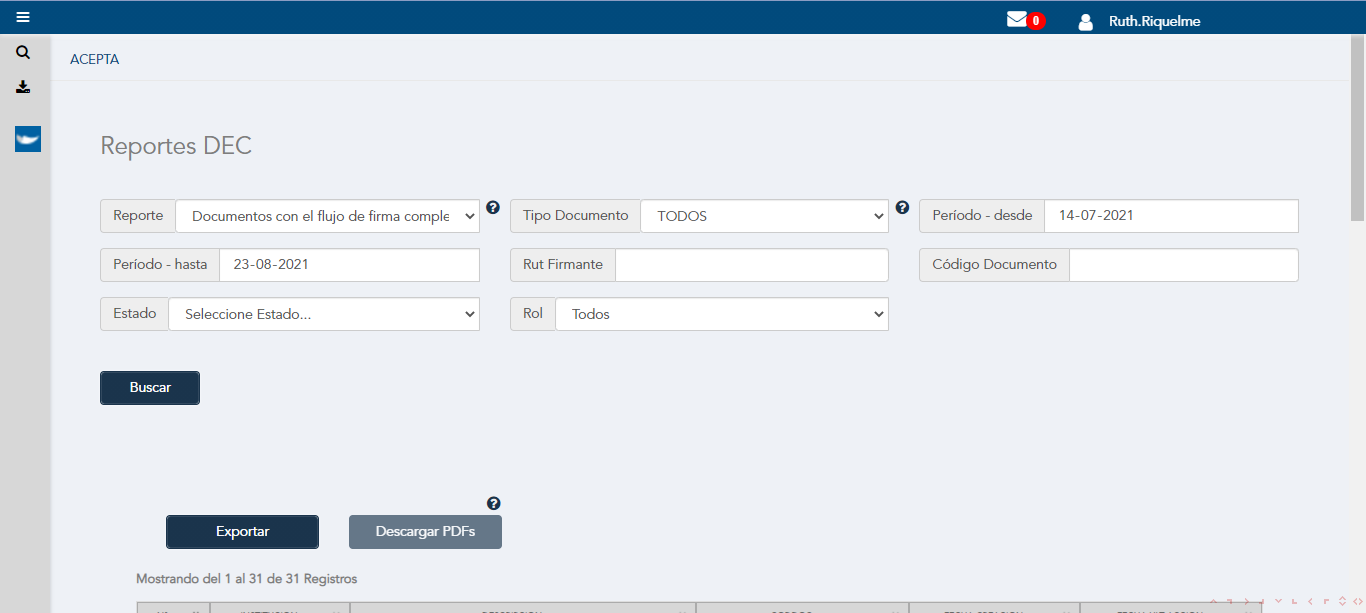 0 Ruth.Riquelme
ACEPTA
Reportes DEC
Reporte Documentos con el flujo de firma comple Tipo Documento TODOS Período - desde 14-07-2021
Período - hasta 23-08-2021 Rut Firmante Código Documento
Estado Seleccione Estado... Rol Todos
Buscar
Exportar Descargar PDFs
Mostrando del 1 al 31 de 31 Registros